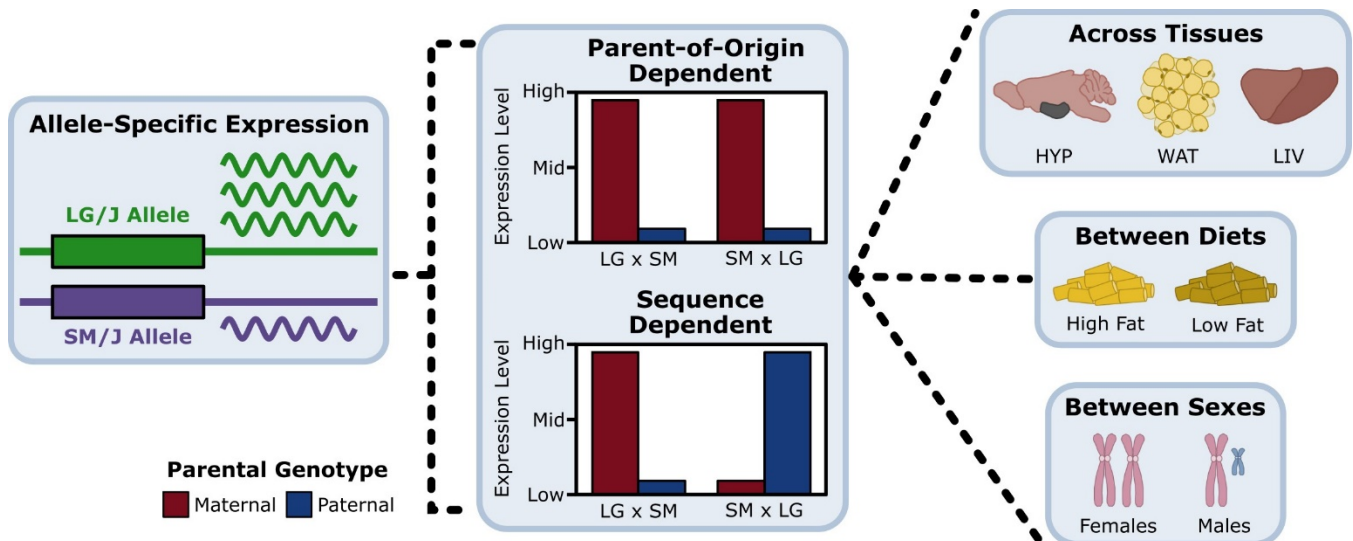 Allele-Specific Expression
LG/J Allele
SM/J Allele
Parental Genotype
Maternal
Paternal
Parent-of-Origin
Dependent
Expression Level
High
Mid
Low
LG x SM
SM x LG
Sequence
Dependent
Expression Level
High
Mid
Low
LG x SM
SM x LG
Across Tissues
HYP
WAT
LIV
Between Diets
High Fat
Low Fat
Between Sexes
Females
Males